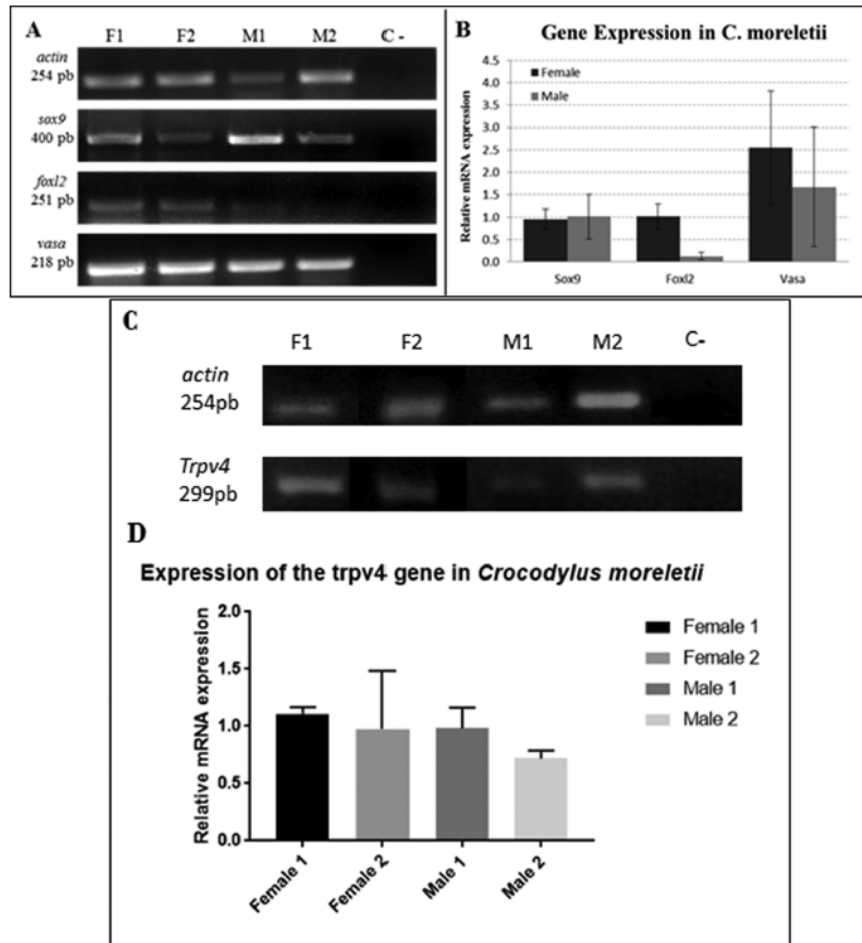 A
F1 F2 M1 M2 C -
actin
254 pb
sox9
400 pb
foxl2
251 pb
vasa
218 pb
B
Gene Expression in C. moreletii
Relative mRNA expression
4.5
4.0
3.5
3.0
2.5
2.0
1.5
1.0
0.5
0.0
Female
Male
Sox9 Foxl2 Vasa
C
F1 F2 M1 M2 C-
actin
254pb
Trpv4
299pb
D
Expression of the trpv4 gene in Crocodylus moreletii
Relative mRNA expression
2.0
1.5
1.0
0.5
0.0
Female 1
Female 2
Male 1
Male 2
Female 1
Female 2
Male 1
Male 2